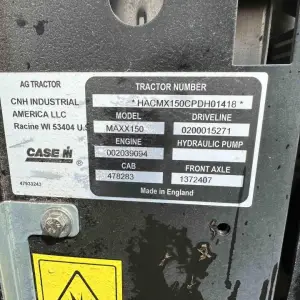 AG TRACTOR
CNH INDUSTRIAL
AMERICA LLC
Racine WI 53404 U.S
CASE IH
47933243
TRACTOR NUMBER
* HACMX150CPDH01418 *
MODEL DRIVELINE
MAXX150 0200015271
ENGINE HYDRAULIC PUMP
002039094
CAB FRONT AXLE
478283 1372407
Made in England